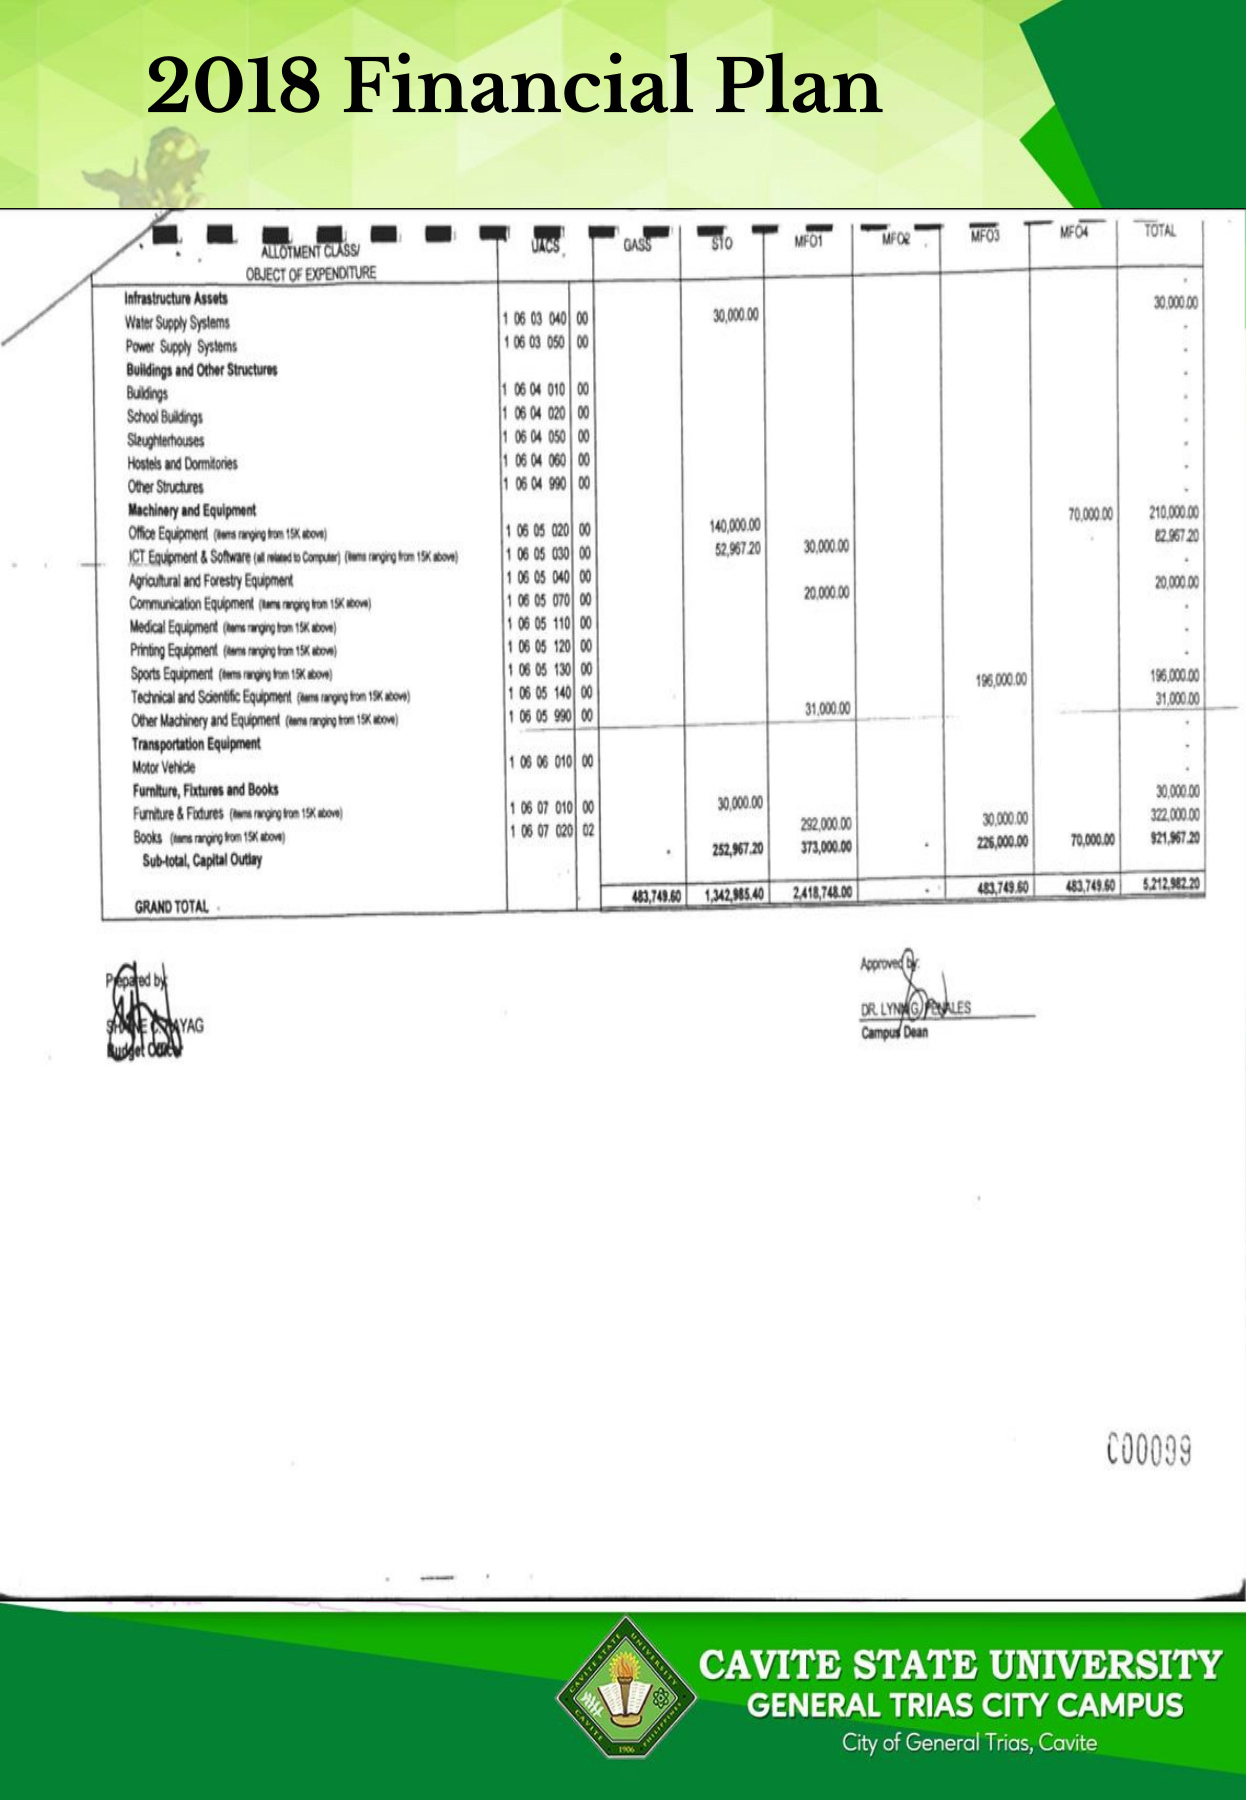 2018 Financial Plan
ALLOTMENT CLASS/ OBJECT OF EXPENDITURE UACS GASS STO MFO1 MFO2 MFO3 MFO4 TOTAL
Infrastructure Assets -
Water Supply Systems 1 06 03 040 00 30,000.00 30,000.00
Power Supply Systems 1 06 03 050 00 -
Buildings and Other Structures -
Buildings 1 06 04 010 00 -
School Buildings 1 06 04 020 00 -
Slaughterhouses 1 06 04 050 00 -
Hostels and Dormitories 1 06 04 060 00 -
Other Structures 1 06 04 990 00 -
Machinery and Equipment -
Office Equipment (items ranging from 15K above) 1 06 05 020 00 140,000.00 70,000.00 210,000.00
ICT Equipment & Software (all related to Computer) (items ranging from 15K above) 1 06 05 030 00 52,967.20 30,000.00 82,967.20
Agricultural and Forestry Equipment 1 06 05 040 00 -
Communication Equipment (items ranging from 15K above) 1 06 05 070 00 20,000.00 20,000.00
Medical Equipment (items ranging from 15K above) 1 06 05 110 00 -
Printing Equipment (items ranging from 15K above) 1 06 05 120 00 -
Sports Equipment (items ranging from 15K above) 1 06 05 130 00 -
Technical and Scientific Equipment (items ranging from 15K above) 1 06 05 140 00 196,000.00 196,000.00
Other Machinery and Equipment (items ranging from 15K above) 1 06 05 990 00 31,000.00 31,000.00
Transportation Equipment -
Motor Vehicle 1 06 06 010 00 -
Furniture, Fixtures and Books -
Furniture & Fixtures (items ranging from 15K above) 1 06 07 010 00 30,000.00 30,000.00
Books (items ranging from 15K above) 1 06 07 020 02 292,000.00 30,000.00 322,000.00
Sub-total, Capital Outlay - 252,967.20 373,000.00 - 226,000.00 70,000.00 921,967.20
GRAND TOTAL 483,749.60 1,342,985.40 2,418,748.00 - 483,749.60 483,749.60 5,212,982.20
Prepared by:
YAG
Budget Officer
Approved by:
DR. LYNN G. PENALES
Campus Dean
C00099
CAVITE STATE UNIVERSITY
CAVITE
PHILIPPINES
1906
CAVITE STATE UNIVERSITY
GENERAL TRIAS CITY CAMPUS
City of General Trias, Cavite